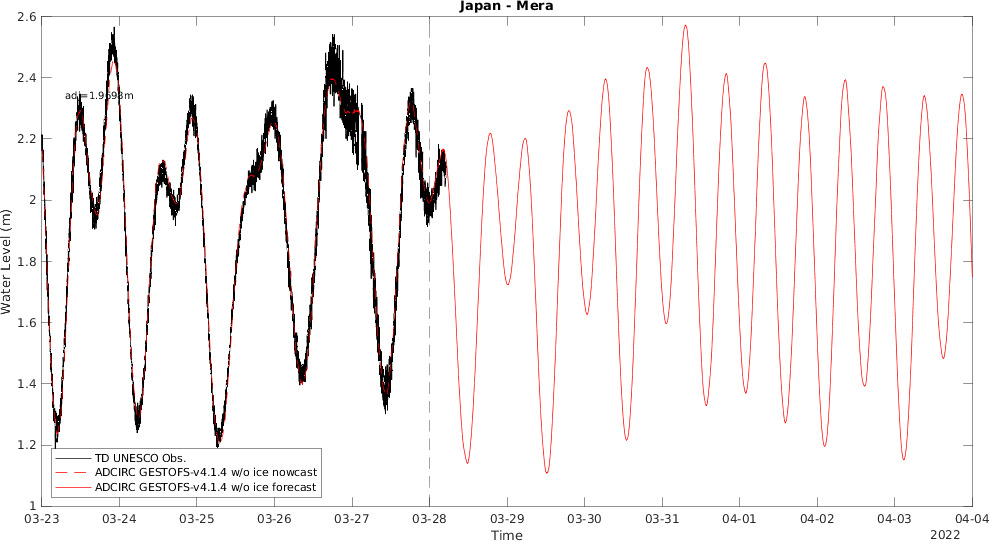 Japan - Mera
2.6
2.4
2.2
2
1.8
1.6
1.4
1.2
1
Water Level (m)
adj=1.9693m
TD UNESCO Obs.
ADCIRC GESTOFS-v4.1.4 w/o ice nowcast
ADCIRC GESTOFS-v4.1.4 w/o ice forecast
03-23 03-24 03-25 03-26 03-27 03-28 03-29 03-30 03-31 04-01 04-02 04-03 04-04
Time
2022